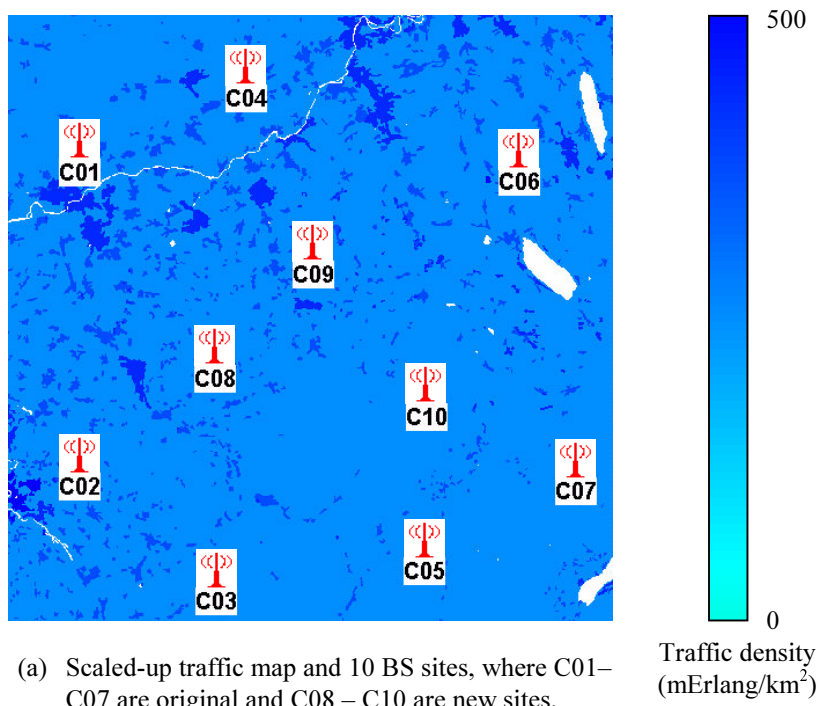 500
C04
C01
C06
C09
C08
C10
C02
C07
C05
C03
0
Traffic density
(mErlang/km²)
(a) Scaled-up traffic map and 10 BS sites, where C01–
C07 are original and C08 – C10 are new sites.